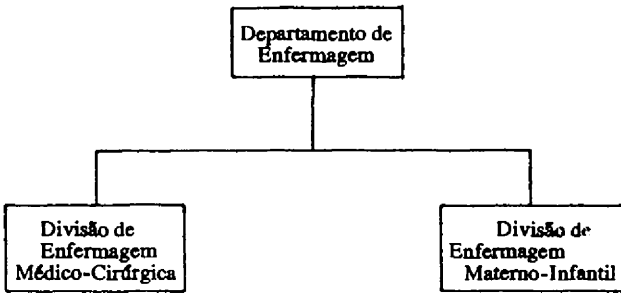 Departamento de
Enfermagem
Divisão de
Enfermagem
Médico-Cirúrgica
Divisão de
Enfermagem
Materno-Infantil